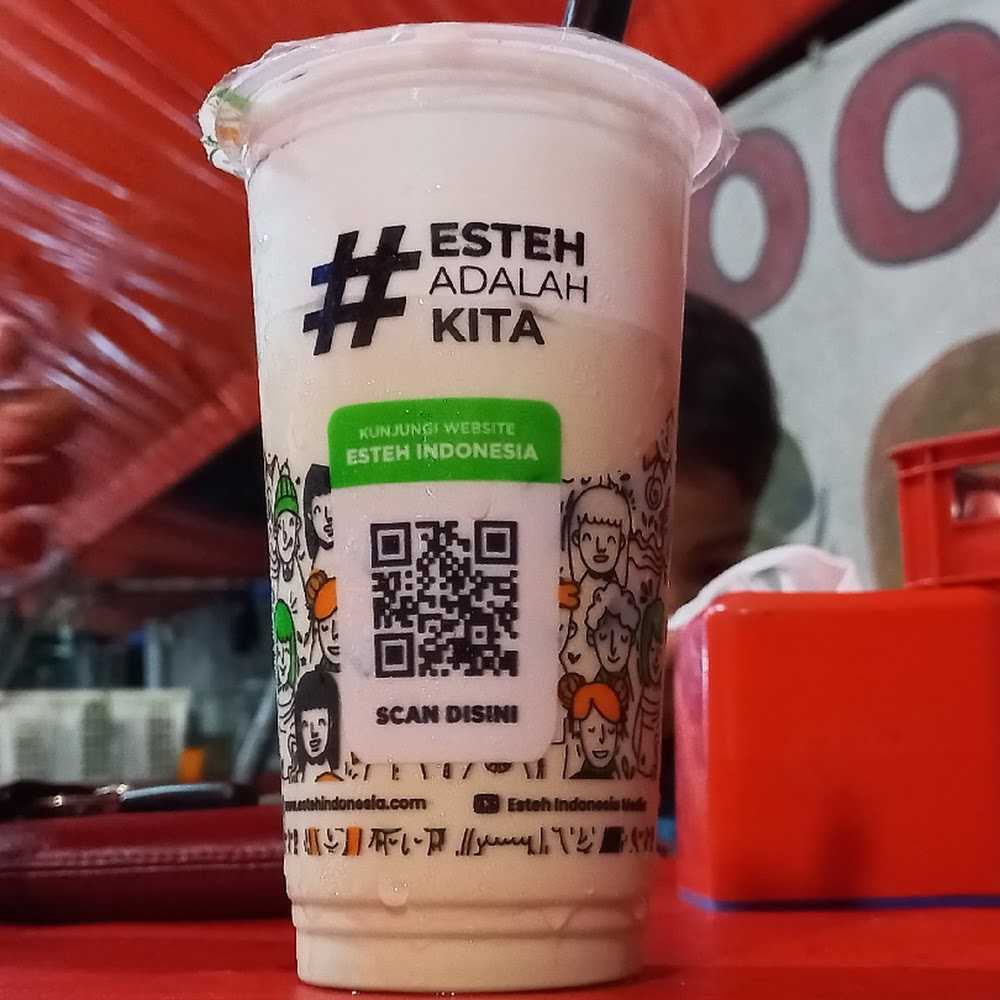 #ESTEH
ADALAH
KITA
KUNJUNGI WEBSITE
ESTEH INDONESIA
SCAN DISINI
www.estehindonesia.com
Esteh Indonesia Media